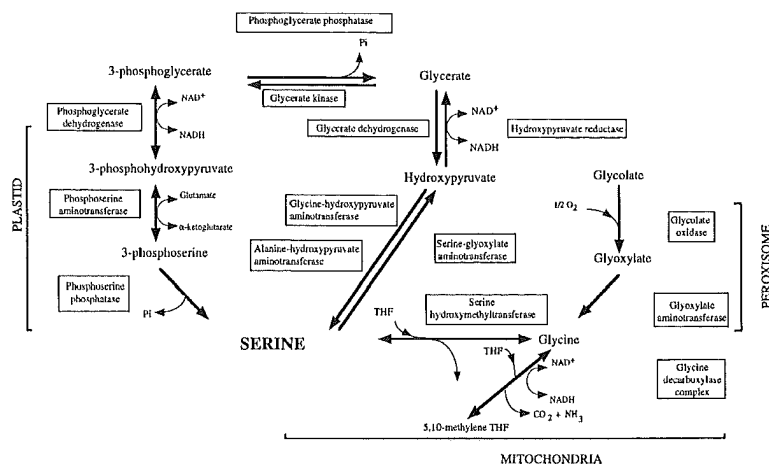 Phosphoglycerate phosphatase
Pi
3-phosphoglycerate
Glycerate
Glycerate kinase
Phosphoglycerate
dehydrogenase
NAD+
NADH
Glycerate dehydrogenase
NAD+
NADH
Hydroxypyruvate reductase
3-phosphohydroxypyruvate
Hydroxypyruvate
Glycolate
PLASTID
Phosphoserine
aminotransferase
Glutamate
α-ketoglutarate
Glycine-hydroxypyruvate
aminotransferase
1/2 O2
Glycolate
oxidase
3-phosphoserine
Alanine-hydroxypyruvate
aminotransferase
Serine-glyoxylate
aminotransferase
Glyoxylate
PEROXISOME
Phosphoserine
phosphatase
Pi
Serine
hydroxymethyltransferase
Glyoxylate
aminotransferase
THF
SERINE
Glycine
THF
NAD+
NADH
CO2 + NH3
Glycine
decarboxylase
complex
5,10-methylene THF
MITOCHONDRIA